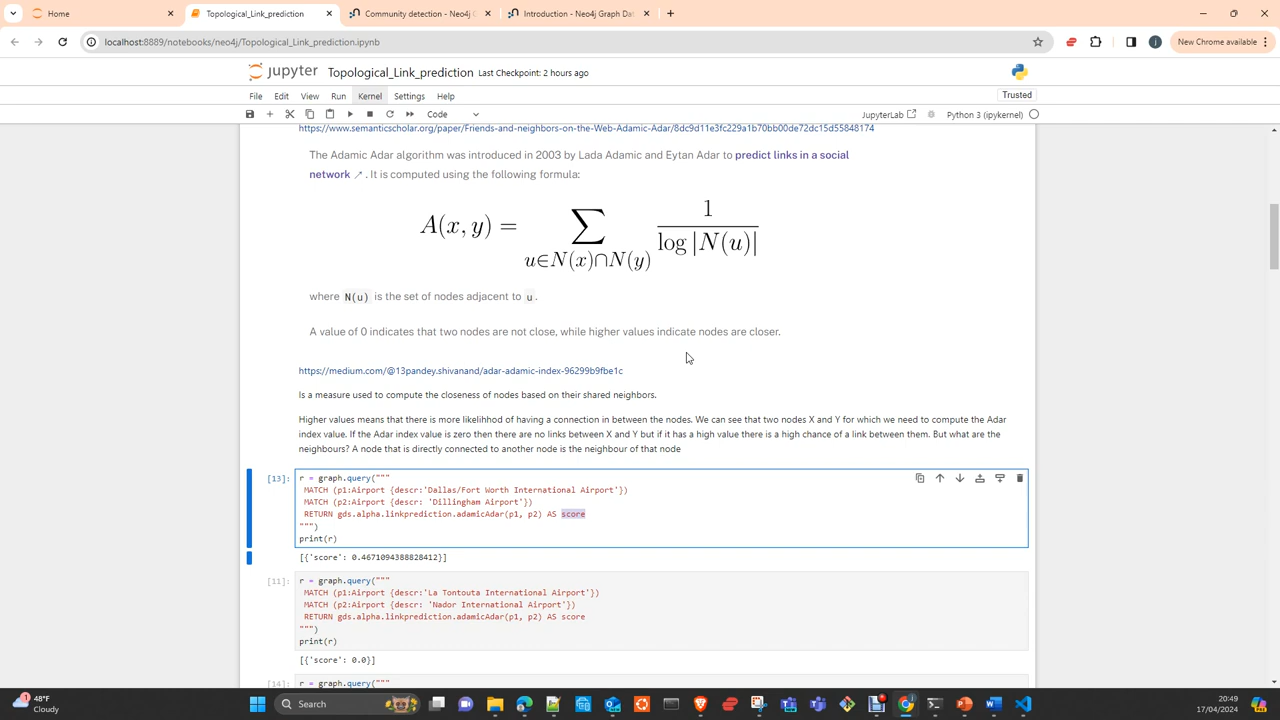 Home
Topological_Link_prediction
Community detection - Neo4j G
Introduction - Neo4j Graph Dat
localhost:8889/notebooks/neo4j/Topological_Link_prediction.ipynb
New Chrome available
jupyter Topological_Link_prediction Last Checkpoint: 2 hours ago
File Edit View Run Kernel Settings Help
Trusted
Code
JupyterLab
Python 3 (ipykernel)
https://www.semanticscholar.org/paper/Friends-and-neighbors-on-the-Web-Adamic-Adar/8dc9d11e3fc229a1b70bb00de72dc15d55848174
The Adamic Adar algorithm was introduced in 2003 by Lada Adamic and Eytan Adar to predict links in a social
network ↗ . It is computed using the following formula:
A(x, y) = ∑ u∈N(x)∩N(y) 1 / log |N(u)|
where N(u) is the set of nodes adjacent to u .
A value of 0 indicates that two nodes are not close, while higher values indicate nodes are closer.
https://medium.com/@13pandey.shivanand/adar-adamic-index-96299b9fbe1c
Is a measure used to compute the closeness of nodes based on their shared neighbors.
Higher values means that there is more likelihhod of having a connection in between the nodes. We can see that two nodes X and Y for which we need to compute the Adar
index value. If the Adar index value is zero then there are no links between X and Y but if it has a high value there is a high chance of a link between them. But what are the
neighbours? A node that is directly connected to another node is the neighbour of that node
[13]: r = graph.query("""
MATCH (p1:Airport {descr:'Dallas/Fort Worth International Airport'})
MATCH (p2:Airport {descr: 'Dillingham Airport'})
RETURN gds.alpha.linkprediction.adamicAdar(p1, p2) AS score
""")
print(r)
[{'score': 0.4671094388828412}]
[11]: r = graph.query("""
MATCH (p1:Airport {descr:'La Tontouta International Airport'})
MATCH (p2:Airport {descr: 'Nador International Airport'})
RETURN gds.alpha.linkprediction.adamicAdar(p1, p2) AS score
""")
print(r)
[{'score': 0.0}]
[14]: r = graph.query("""
48°F
Cloudy
Search
20:49
17/04/2024